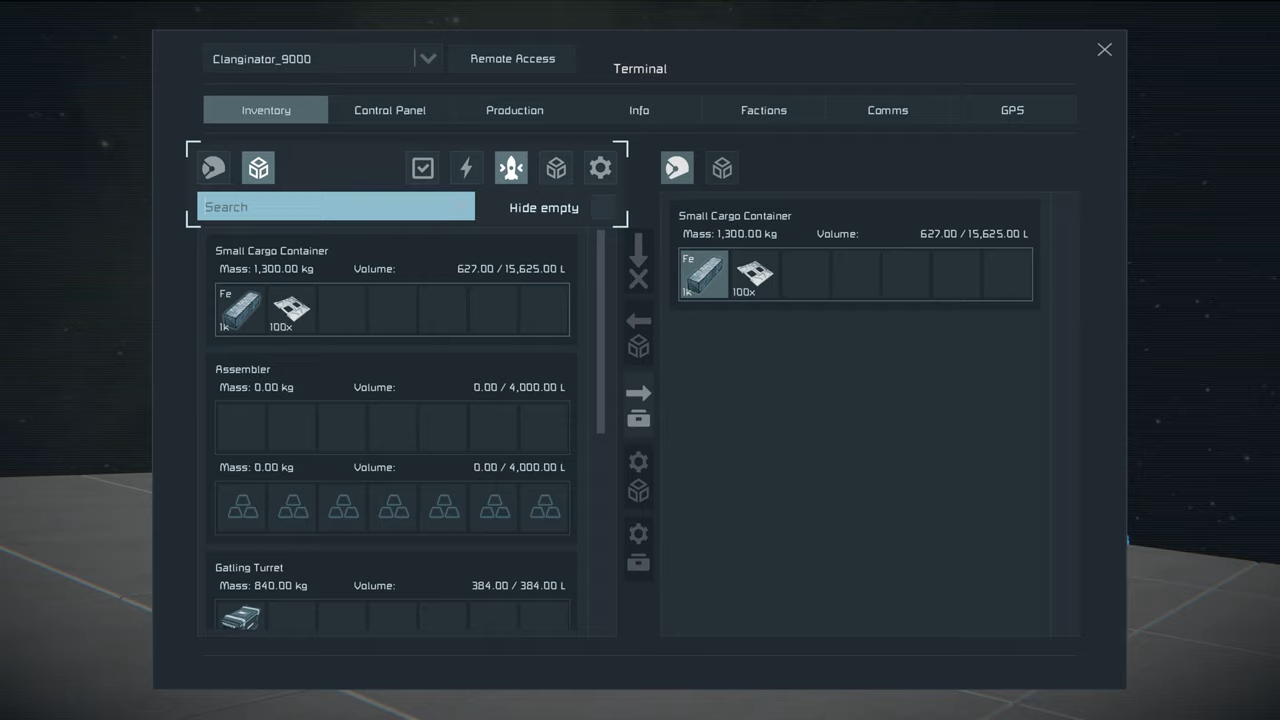 Clanginator_9000
Remote Access
Terminal
Inventory
Control Panel
Production
Info
Factions
Comms
GPS
Search
Hide empty
Small Cargo Container
Mass: 1,300.00 kg Volume: 627.00 / 15,625.00 L
Fe
1k
100x
Assembler
Mass: 0.00 kg Volume: 0.00 / 4,000.00 L
Mass: 0.00 kg Volume: 0.00 / 4,000.00 L
Gatling Turret
Mass: 840.00 kg Volume: 384.00 / 384.00 L
Small Cargo Container
Mass: 1,300.00 kg Volume: 627.00 / 15,625.00 L
Fe
1k
100x